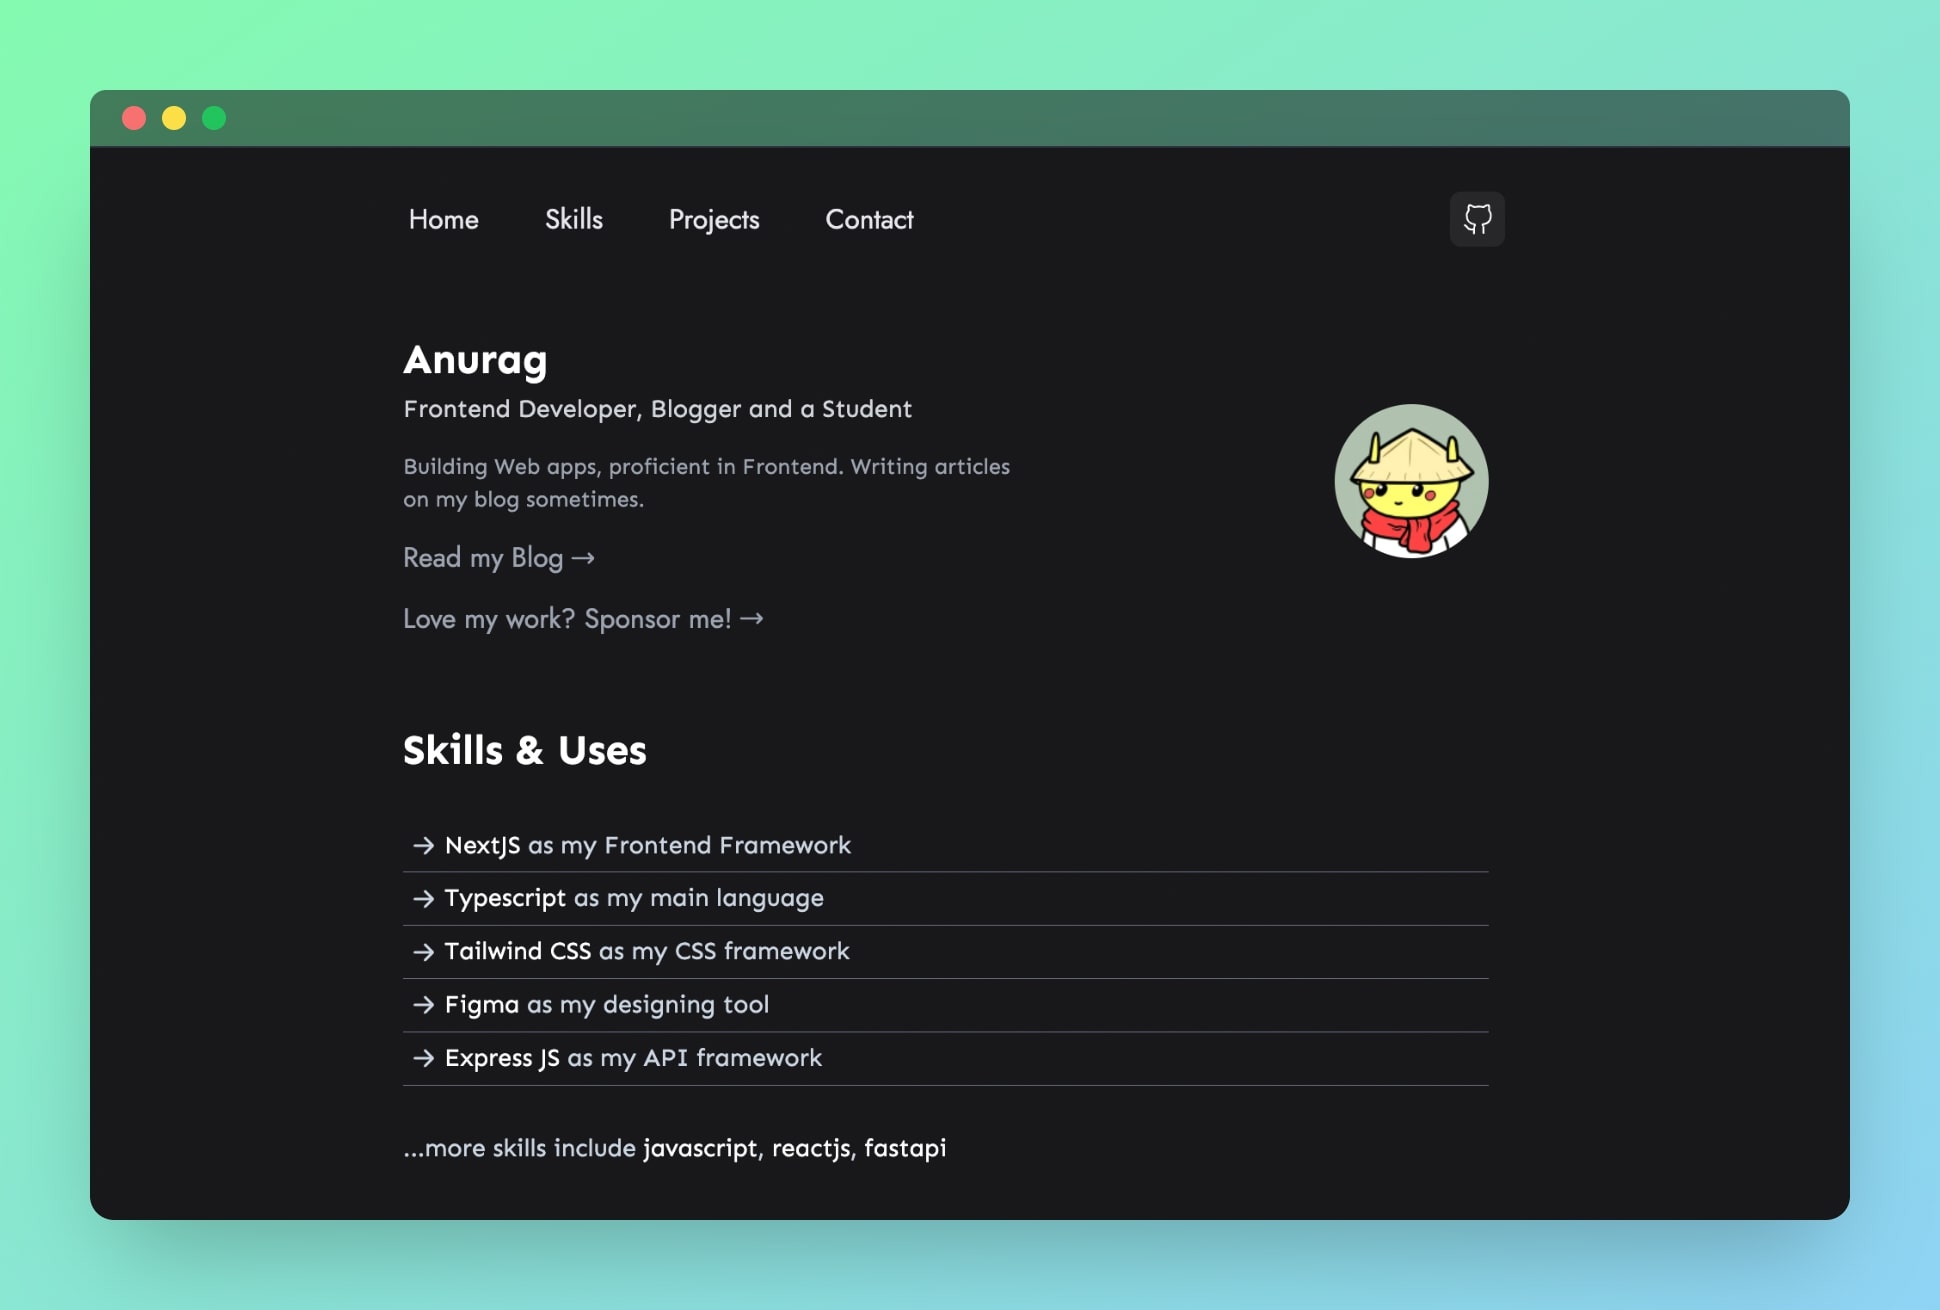 Home Skills Projects Contact
Anurag
Frontend Developer, Blogger and a Student
Building Web apps, proficient in Frontend. Writing articles
on my blog sometimes.
Read my Blog →
Love my work? Sponsor me! →
Skills & Uses
→ NextJS as my Frontend Framework
→ Typescript as my main language
→ Tailwind CSS as my CSS framework
→ Figma as my designing tool
→ Express JS as my API framework
...more skills include javascript, reactjs, fastapi